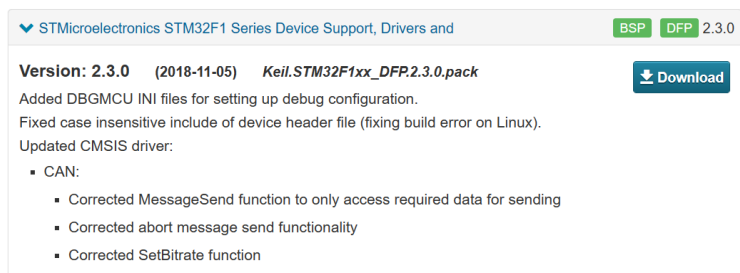 STMicroelectronics STM32F1 Series Device Support, Drivers and BSP DFP 2.3.0
Version: 2.3.0 (2018-11-05) Keil.STM32F1xx_DFP.2.3.0.pack Download
Added DBGMCU INI files for setting up debug configuration.
Fixed case insensitive include of device header file (fixing build error on Linux).
Updated CMSIS driver:
▪ CAN:
▪ Corrected MessageSend function to only access required data for sending
▪ Corrected abort message send functionality
▪ Corrected SetBitrate function